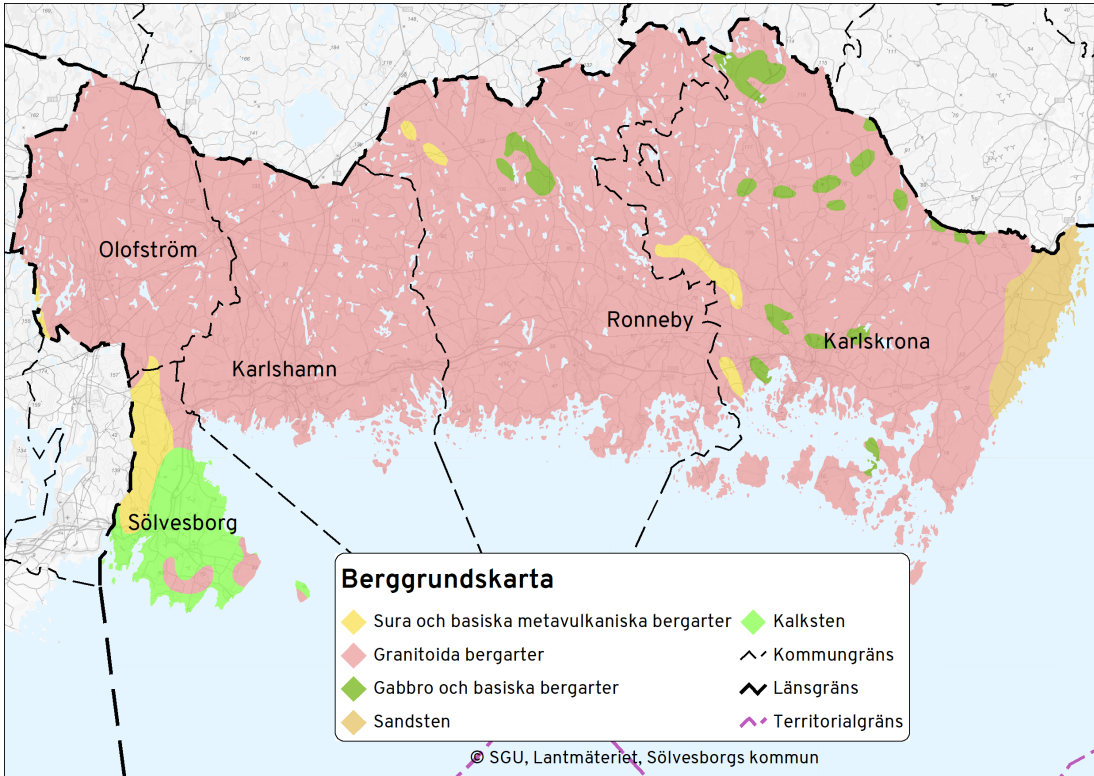 Olofström
Ronneby
Karlskrona
Karlshamn
Sölvesborg
Berggrundskarta
Sura och basiska metavulkaniska bergarter
Granitoida bergarter
Gabbro och basiska bergarter
Sandsten
Kalksten
Kommungräns
Länsgräns
Territorialgräns
© SGU, Lantmäteriet, Sölvesborgs kommun